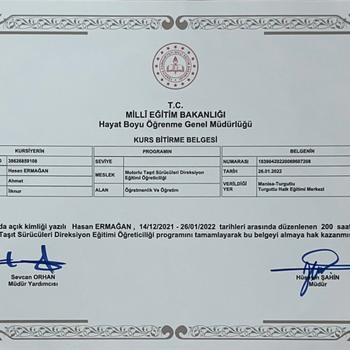 T.C.
MİLLÎ EĞİTİM BAKANLIĞI
Hayat Boyu Öğrenme Genel Müdürlüğü
KURS BİTİRME BELGESİ
KURSİYERİN PROGRAMIN BELGENİN
38626859108 SEVİYE NUMARASI
Hasan ERMAĞAN MESLEK Motorlu Taşıt Sürücüleri Direksiyon Eğitimi Öğreticiliği TARİH 26.01.2022
Ahmet
İlknur ALAN Öğretmenlik Ve Öğretim VERİLDİĞİ YER Manisa-Turgutlu Turgutlu Halk Eğitimi Merkezi
da açık kimliği yazılı Hasan ERMAĞAN , 14/12/2021 - 26/01/2022 tarihleri arasında düzenlenen 200 saa
Taşıt Sürücüleri Direksiyon Eğitimi Öğreticiliği programını tamamlayarak bu belgeyi almaya hak kazanmı
Sevcan ORHAN
Müdür Yardımcısı
Hüseyin ŞAHİN
Müdür